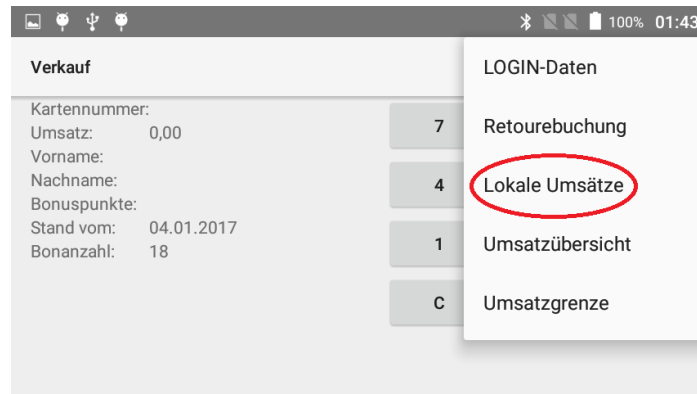 100% 01:43
Verkauf
Kartennummer:
Umsatz: 0,00
Vorname:
Nachname:
Bonuspunkte:
Stand vom: 04.01.2017
Bonanzahl: 18
7
4
1
C
LOGIN-Daten
Retourebuchung
Lokale Umsätze
Umsatzübersicht
Umsatzgrenze